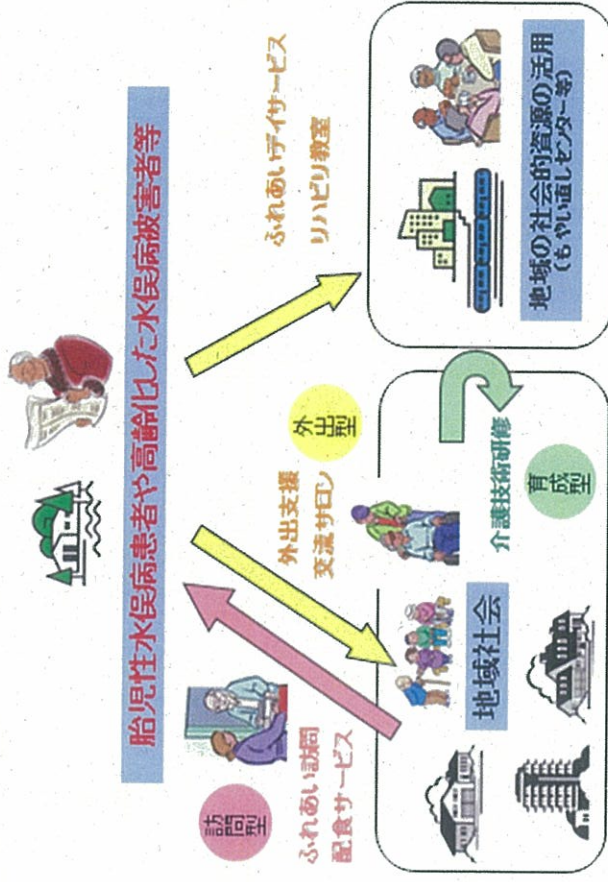 胎児性水俣病患者や高齢化した水俣病被害者等
訪問型
ふれあい訪問
配食サービス
外出支援
交流サロン
外出型
ふれあいデイサービス
リハビリ教室
地域社会
介護技術研修
育成型
地域の社会的資源の活用
(もやい直しセンター等)